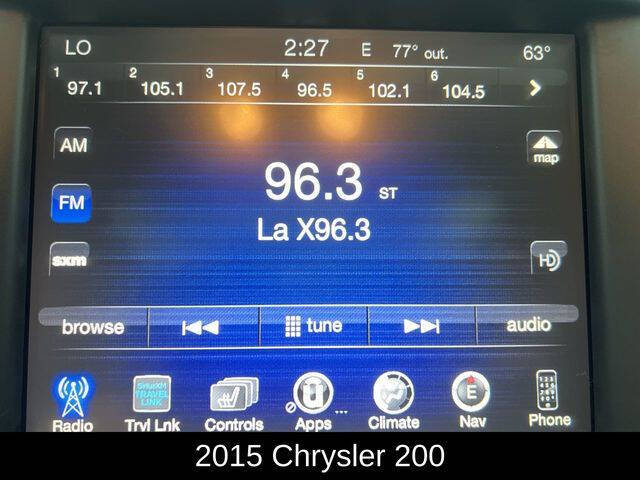 LO 2:27 E 77° out. 63°
1 97.1 2 105.1 3 107.5 4 96.5 5 102.1 6 104.5
AM
map
96.3 ST
FM
La X96.3
sxm
HD
browse tune audio
SiriusXM
TRAVEL
LINK
E
Radio Trvl Lnk Controls Apps ... Climate Nav Phone
2015 Chrysler 200